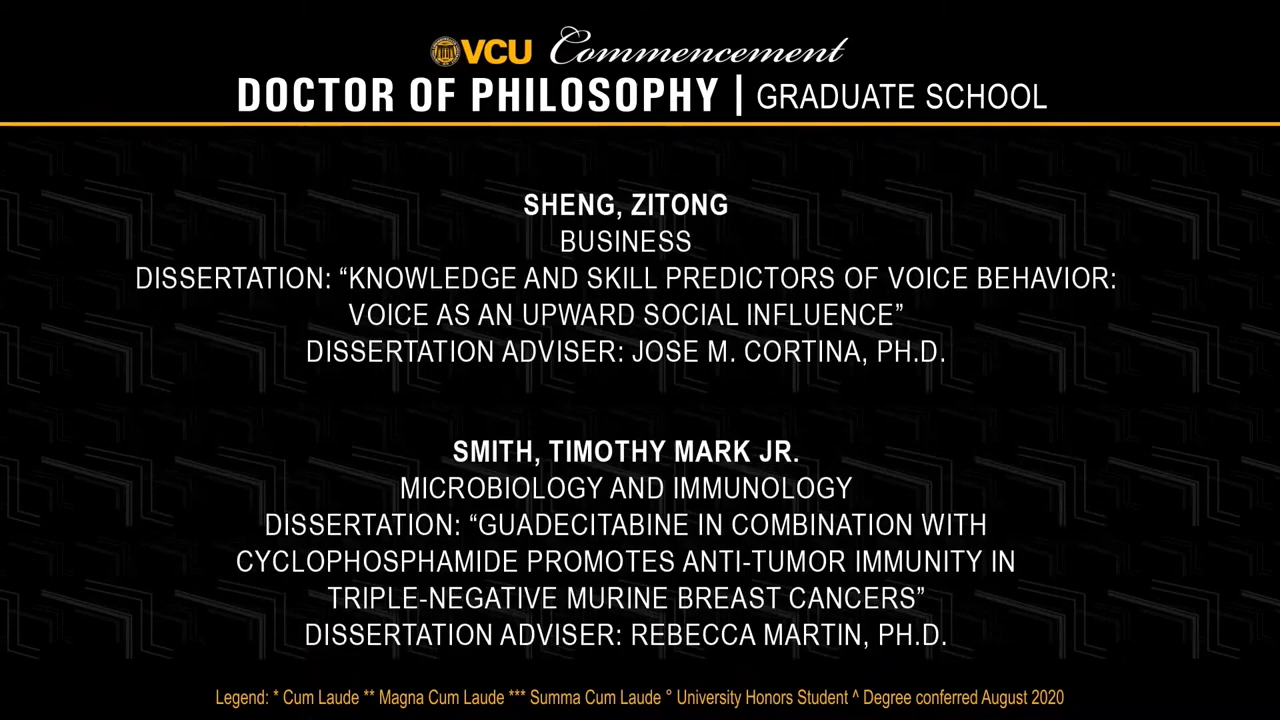 VCU Commencement
DOCTOR OF PHILOSOPHY | GRADUATE SCHOOL
SHENG, ZITONG
BUSINESS
DISSERTATION: “KNOWLEDGE AND SKILL PREDICTORS OF VOICE BEHAVIOR:
VOICE AS AN UPWARD SOCIAL INFLUENCE”
DISSERTATION ADVISER: JOSE M. CORTINA, PH.D.
SMITH, TIMOTHY MARK JR.
MICROBIOLOGY AND IMMUNOLOGY
DISSERTATION: “GUADECITABINE IN COMBINATION WITH
CYCLOPHOSPHAMIDE PROMOTES ANTI-TUMOR IMMUNITY IN
TRIPLE-NEGATIVE MURINE BREAST CANCERS”
DISSERTATION ADVISER: REBECCA MARTIN, PH.D.
Legend: * Cum Laude ** Magna Cum Laude *** Summa Cum Laude ° University Honors Student ^ Degree conferred August 2020